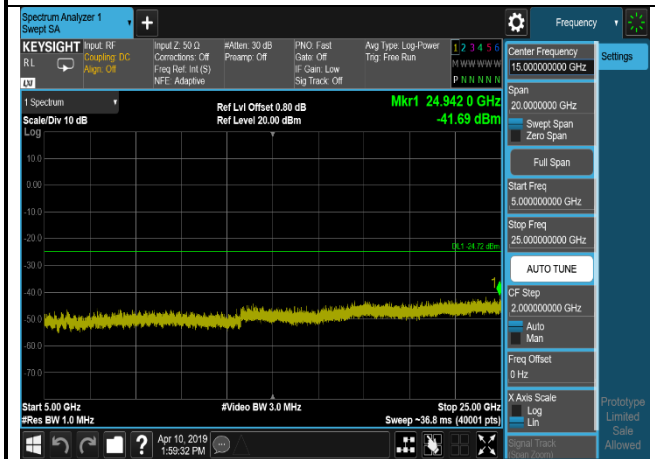 Spectrum Analyzer 1
Swept SA
+
Frequency
KEYSIGHT
RL
LXI
Input: RF
Coupling: DC
Align: Off
Input Z: 50 Ω
Corrections: Off
Freq Ref: Int (S)
NFE: Adaptive
#Atten: 30 dB
Preamp: Off
PNO: Fast
Gate: Off
IF Gain: Low
Sig Track: Off
Avg Type: Log-Power
Trig: Free Run
1 2 3 4 5 6
M W W W W W
P N N N N N
1 Spectrum
Scale/Div 10 dB
Log
Ref Lvl Offset 0.80 dB
Ref Level 20.00 dBm
Mkr1 24.942 0 GHz
-41.69 dBm
10.0
0.00
-10.0
-20.0
DL1 -24.72 dBm
-30.0
1
-40.0
-50.0
-60.0
-70.0
Start 5.00 GHz
#Res BW 1.0 MHz
#Video BW 3.0 MHz
Stop 25.00 GHz
Sweep ~36.8 ms (40001 pts)
?
Apr 10, 2019
1:59:32 PM
Center Frequency
15.000000000 GHz
Settings
Span
20.0000000 GHz
Swept Span
Zero Span
Full Span
Start Freq
5.000000000 GHz
Stop Freq
25.000000000 GHz
AUTO TUNE
CF Step
2.000000000 GHz
Auto
Man
Freq Offset
0 Hz
X Axis Scale
Log
Lin
Signal Track
(Span Zoom)
Prototype
Limited
Sale
Allowed